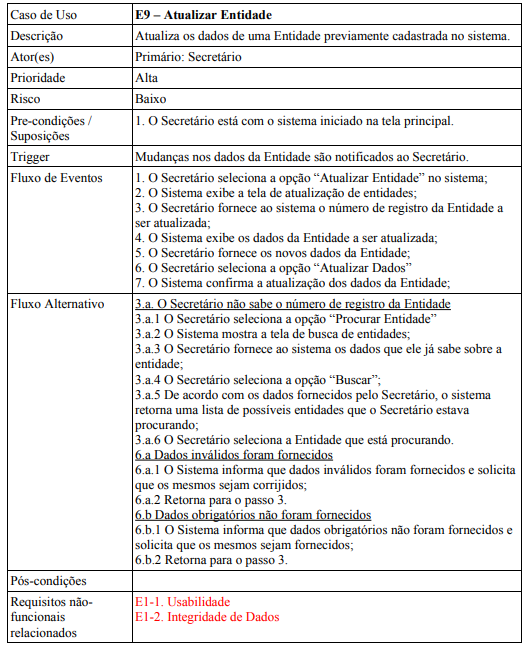 Caso de Uso
E9 – Atualizar Entidade
Descrição
Atualiza os dados de uma Entidade previamente cadastrada no sistema.
Ator(es)
Primário: Secretário
Prioridade
Alta
Risco
Baixo
Pre-condições /
Suposições
1. O Secretário está com o sistema iniciado na tela principal.
Trigger
Mudanças nos dados da Entidade são notificados ao Secretário.
Fluxo de Eventos
1. O Secretário seleciona a opção “Atualizar Entidade” no sistema;
2. O Sistema exibe a tela de atualização de entidades;
3. O Secretário fornece ao sistema o número de registro da Entidade a
ser atualizada;
4. O Sistema exibe os dados da Entidade a ser atualizada;
5. O Secretário fornece os novos dados da Entidade;
6. O Secretário seleciona a opção “Atualizar Dados”
7. O Sistema confirma a atualização dos dados da Entidade;
Fluxo Alternativo
3.a. O Secretário não sabe o número de registro da Entidade
3.a.1 O Secretário seleciona a opção “Procurar Entidade”
3.a.2 O Sistema mostra a tela de busca de entidades;
3.a.3 O Secretário fornece ao sistema os dados que ele já sabe sobre a
entidade;
3.a.4 O Secretário seleciona a opção “Buscar”;
3.a.5 De acordo com os dados fornecidos pelo Secretário, o sistema
retorna uma lista de possíveis entidades que o Secretário estava
procurando;
3.a.6 O Secretário seleciona a Entidade que está procurando.
6.a Dados inválidos foram fornecidos
6.a.1 O Sistema informa que dados inválidos foram fornecidos e solicita
que os mesmos sejam corrijidos;
6.a.2 Retorna para o passo 3.
6.b Dados obrigatórios não foram fornecidos
6.b.1 O Sistema informa que dados obrigatórios não foram fornecidos e
solicita que os mesmos sejam fornecidos;
6.b.2 Retorna para o passo 3.
Pós-condições
Requisitos não-
funcionais
relacionados
E1-1. Usabilidade
E1-2. Integridade de Dados